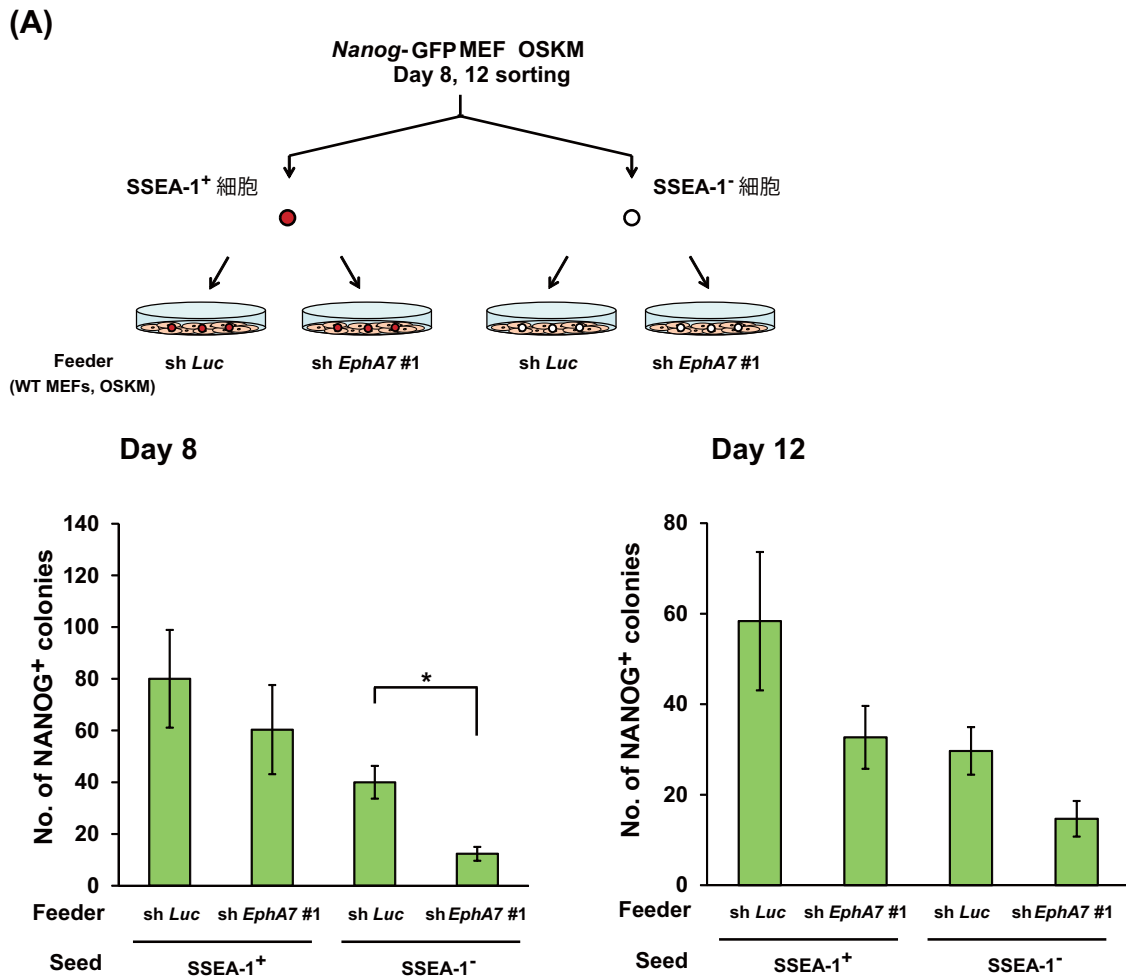 (A)
Nanog-GFP MEF OSKM
Day 8, 12 sorting
SSEA-1⁺ 細胞
SSEA-1⁻ 細胞
Feeder
(WT MEFs, OSKM)
sh Luc
sh EphA7 #1
sh Luc
sh EphA7 #1
Day 8
No. of NANOG⁺ colonies
140
120
100
80
60
40
20
0
*
Feeder
sh Luc
sh EphA7 #1
sh Luc
sh EphA7 #1
Seed
SSEA-1⁺
SSEA-1⁻
Day 12
No. of NANOG⁺ colonies
80
60
40
20
0
Feeder
sh Luc
sh EphA7 #1
sh Luc
sh EphA7 #1
Seed
SSEA-1⁺
SSEA-1⁻